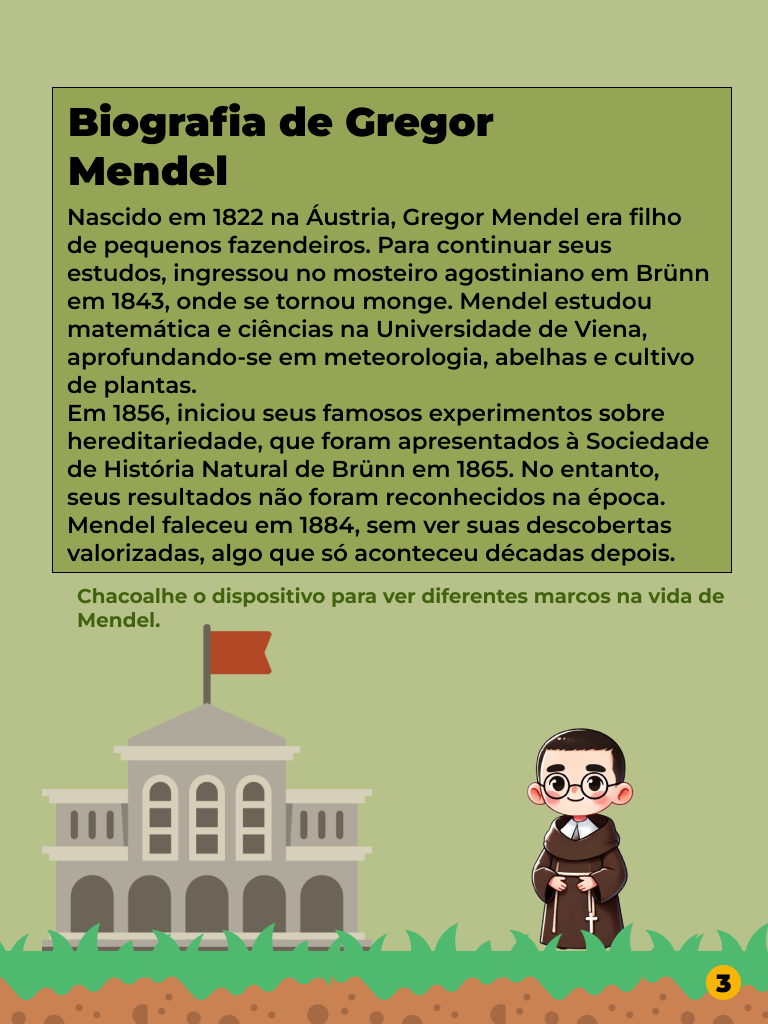 Biografia de Gregor
Mendel
Nascido em 1822 na Áustria, Gregor Mendel era filho
de pequenos fazendeiros. Para continuar seus
estudos, ingressou no mosteiro agostiniano em Brünn
em 1843, onde se tornou monge. Mendel estudou
matemática e ciências na Universidade de Viena,
aprofundando-se em meteorologia, abelhas e cultivo
de plantas.
Em 1856, iniciou seus famosos experimentos sobre
hereditariedade, que foram apresentados à Sociedade
de História Natural de Brünn em 1865. No entanto,
seus resultados não foram reconhecidos na época.
Mendel faleceu em 1884, sem ver suas descobertas
valorizadas, algo que só aconteceu décadas depois.
Chacoalhe o dispositivo para ver diferentes marcos na vida de
Mendel.
3